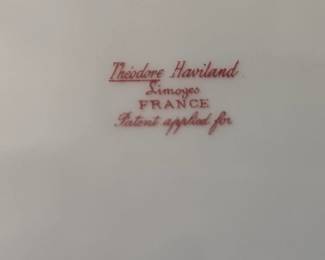 Théodore Haviland
Limoges
FRANCE
Patent applied for